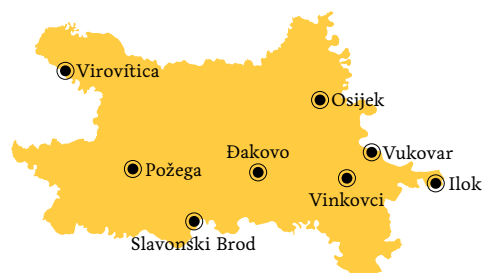 Virovítica
Osijek
Đakovo
Vukovar
Požega
Ilok
Vinkovci
Slavonski Brod